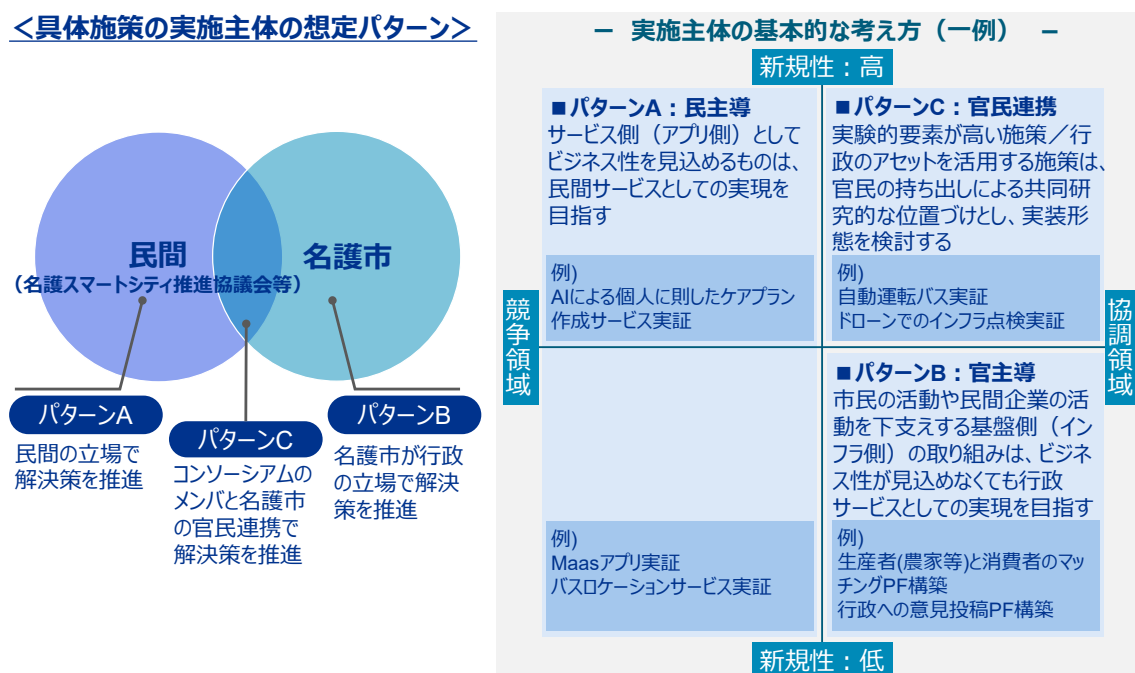 ＜具体施策の実施主体の想定パターン＞
民間
（名護スマートシティ推進協議会等）
名護市
パターンA
民間の立場で
解決策を推進
パターンC
コンソーシアムの
メンバと名護市
の官民連携で
解決策を推進
パターンB
名護市が行政
の立場で解決
策を推進
－ 実施主体の基本的な考え方（一例） －
新規性：高
競争領域
協調領域
新規性：低
■パターンA：民主導
サービス側（アプリ側）として
ビジネス性を見込めるものは、
民間サービスとしての実現を
目指す
例)
AIによる個人に則したケアプラン
作成サービス実証
■パターンC：官民連携
実験的要素が高い施策／行
政のアセットを活用する施策は、
官民の持ち出しによる共同研
究的な位置づけとし、実装形
態を検討する
例)
自動運転バス実証
ドローンでのインフラ点検実証
例)
Maasアプリ実証
バスロケーションサービス実証
■パターンB：官主導
市民の活動や民間企業の活
動を下支えする基盤側（イン
フラ側）の取り組みは、ビジネ
ス性が見込めなくても行政
サービスとしての実現を目指す
例)
生産者(農家等)と消費者のマッ
チングPF構築
行政への意見投稿PF構築